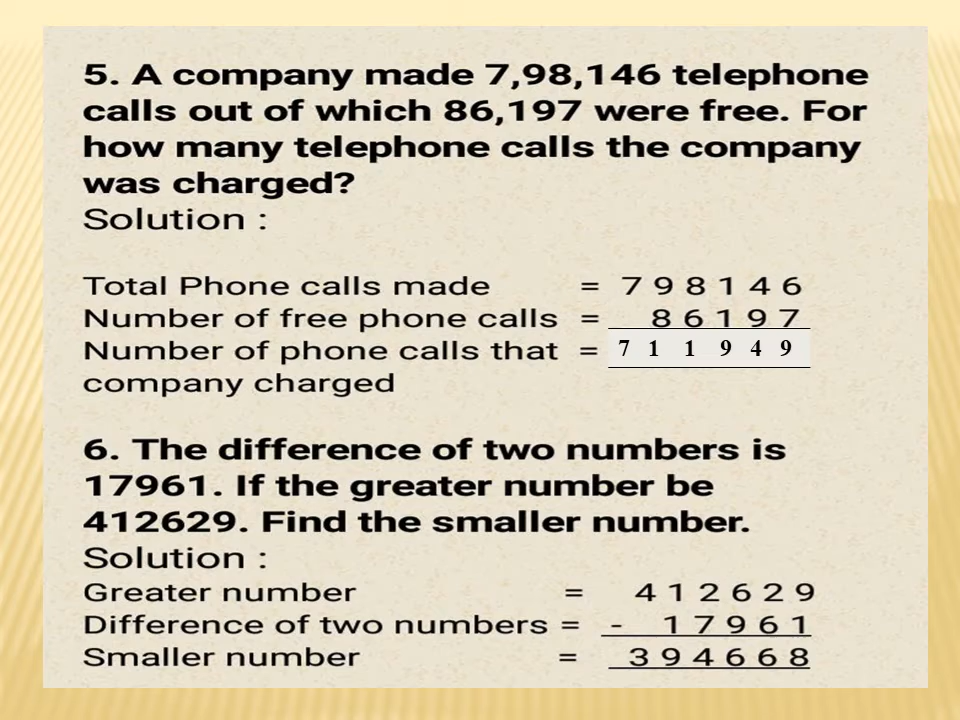 5. A company made 7,98,146 telephone
calls out of which 86,197 were free. For
how many telephone calls the company
was charged?
Solution :
Total Phone calls made = 7 9 8 1 4 6
Number of free phone calls = 8 6 1 9 7
Number of phone calls that = 7 1 1 9 4 9
company charged
6. The difference of two numbers is
17961. If the greater number be
412629. Find the smaller number.
Solution :
Greater number = 4 1 2 6 2 9
Difference of two numbers = - 1 7 9 6 1
Smaller number = 3 9 4 6 6 8